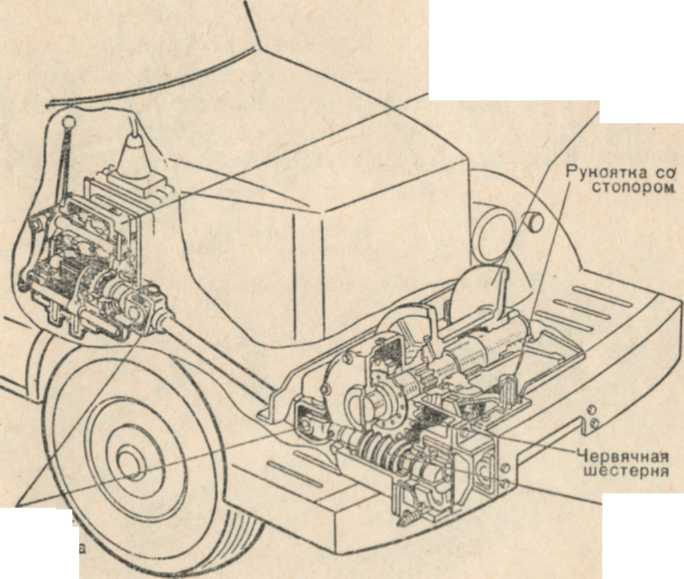 Рукоятка со
стопором
Червячная
шестерня
а